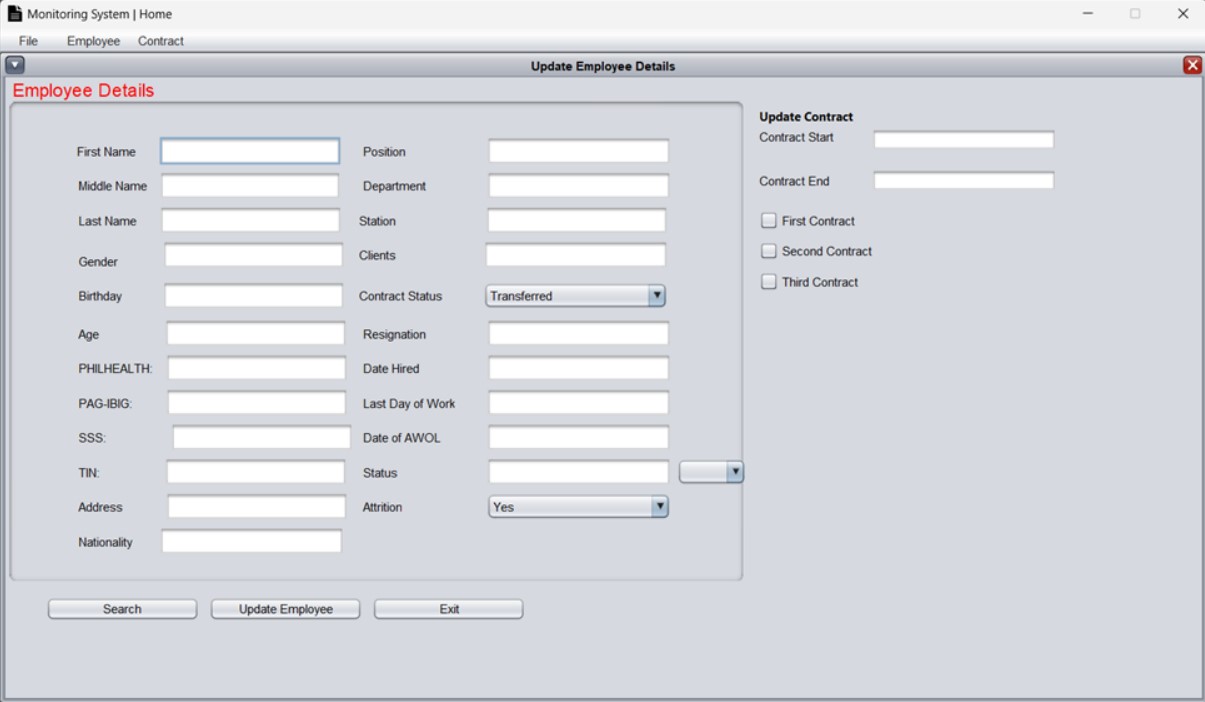 Monitoring System | Home
File Employee Contract
Update Employee Details
Employee Details
First Name
Middle Name
Last Name
Gender
Birthday
Age
PHILHEALTH:
PAG-IBIG:
SSS:
TIN:
Address
Nationality
Position
Department
Station
Clients
Contract Status Transferred
Resignation
Date Hired
Last Day of Work
Date of AWOL
Status
Attrition Yes
Update Contract
Contract Start
Contract End
First Contract
Second Contract
Third Contract
Search Update Employee Exit